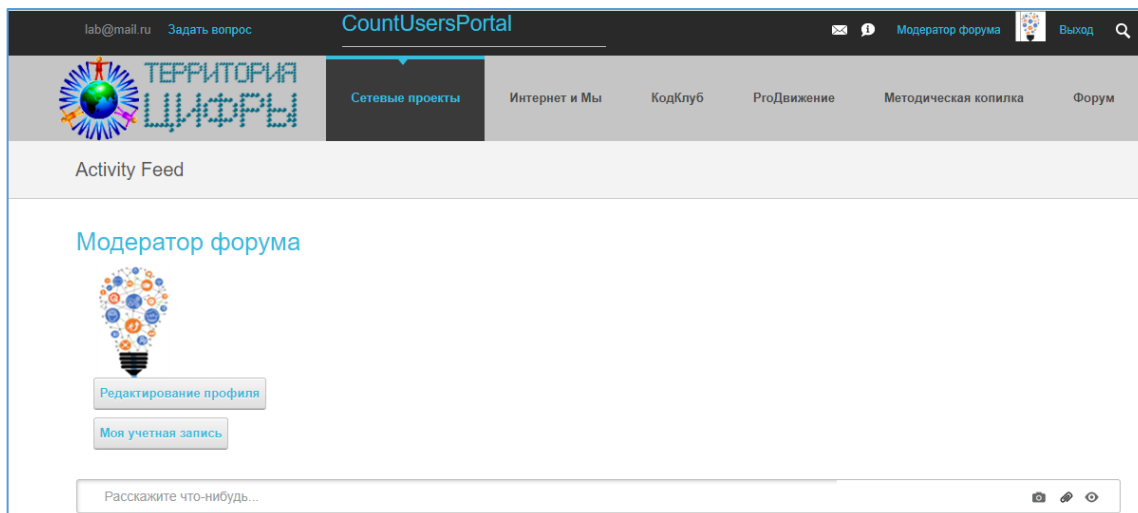 lab@mail.ru Задать вопрос CountUsersPortal Модератор форума Выход
ТЕРРИТОРИЯ
ЦИФРЫ
Сетевые проекты Интернет и Мы КодКлуб ProДвижение Методическая копилка Форум
Activity Feed
Модератор форума
Редактирование профиля
Моя учетная запись
Расскажите что-нибудь...